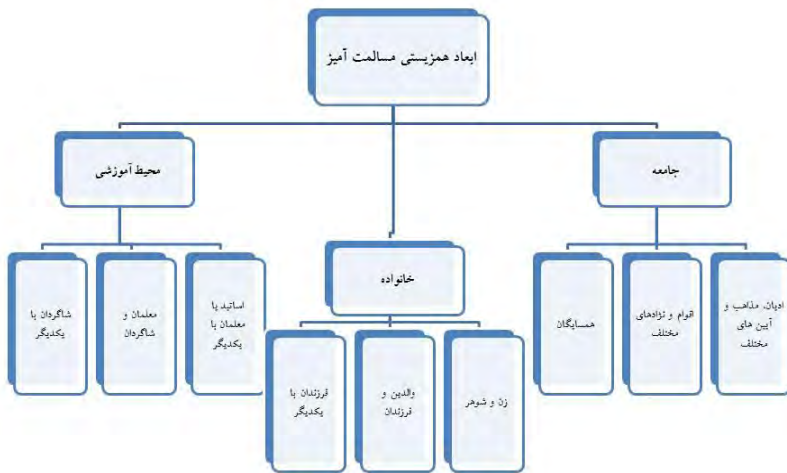 ابعاد همزیستی مسالمت آمیز
جامعه
ادیان، مذاهب و
آیین های
مختلف
اقوام و نژادهای
مختلف
همسایگان
خانواده
زن و شوهر
والدین و
فرزندان
فرزندان با
یکدیگر
محیط آموزشی
اساتید یا
معلمان با
یکدیگر
معلمان و
شاگردان
شاگردان با
یکدیگر